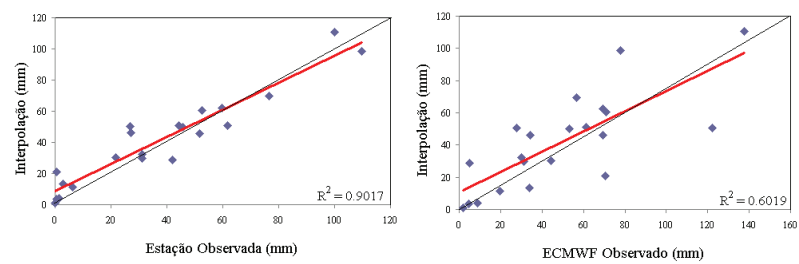 120
100
80
60
40
20
0
Interpolação (mm)
R² = 0.9017
0 20 40 60 80 100 120
Estação Observada (mm)
120
100
80
60
40
20
0
Interpolação (mm)
R² = 0.6019
0 20 40 60 80 100 120 140 160
ECMWF Observado (mm)